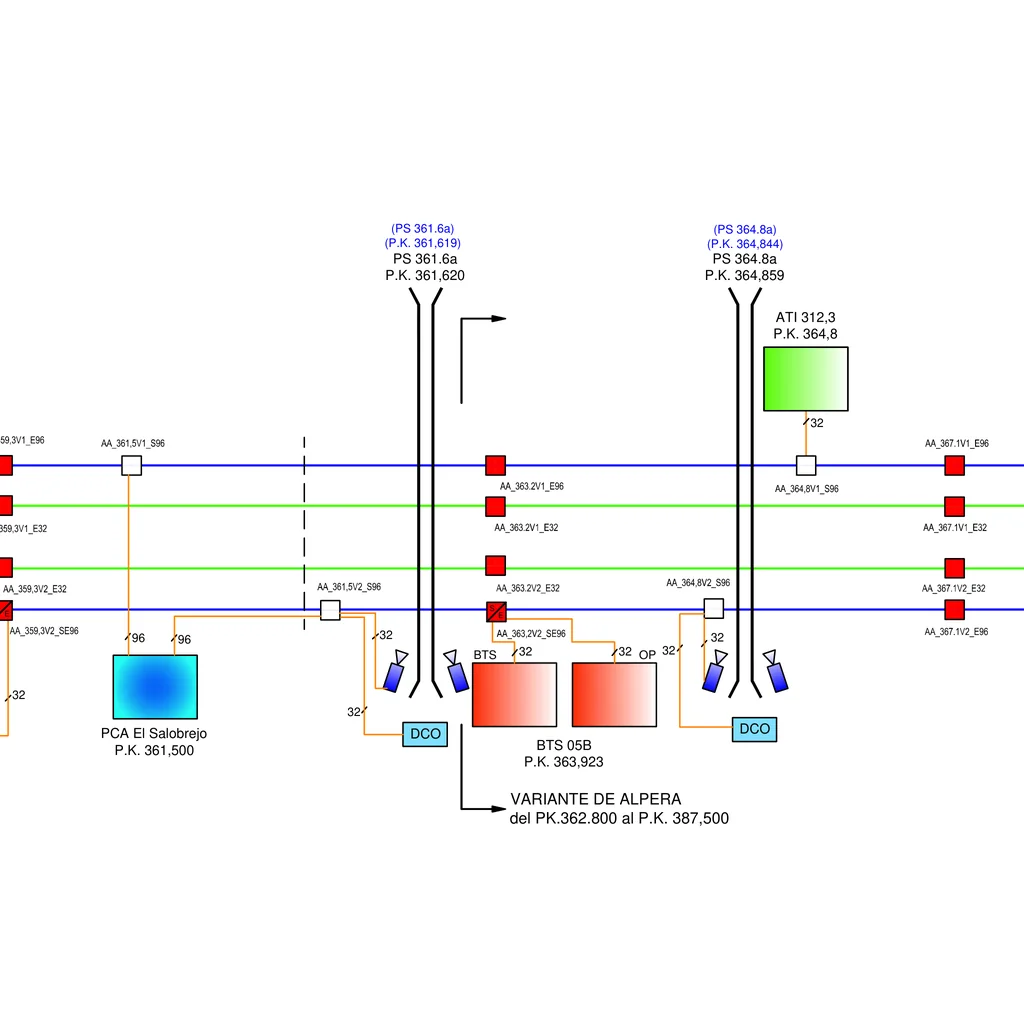 (PS 361.6a)
(P.K. 361,619)
PS 361.6a
P.K. 361,620
(PS 364.8a)
(P.K. 364,844)
PS 364.8a
P.K. 364,859
ATI 312,3
P.K. 364,8
32
59,3V1_E96
AA_361,5V1_S96
AA_363.2V1_E96
AA_364,8V1_S96
AA_367.1V1_E96
359,3V1_E32
AA_363.2V1_E32
AA_367.1V1_E32
AA_359,3V2_E32
AA_361,5V2_S96
AA_363.2V2_E32
AA_364,8V2_S96
AA_367.1V2_E32
AA_359,3V2_SE96
AA_363,2V2_SE96
AA_367.1V2_E96
96
96
32
32
32
32
32
BTS
OP
32
32
PCA El Salobrejo
P.K. 361,500
DCO
DCO
BTS 05B
P.K. 363,923
VARIANTE DE ALPERA
del PK.362.800 al P.K. 387,500